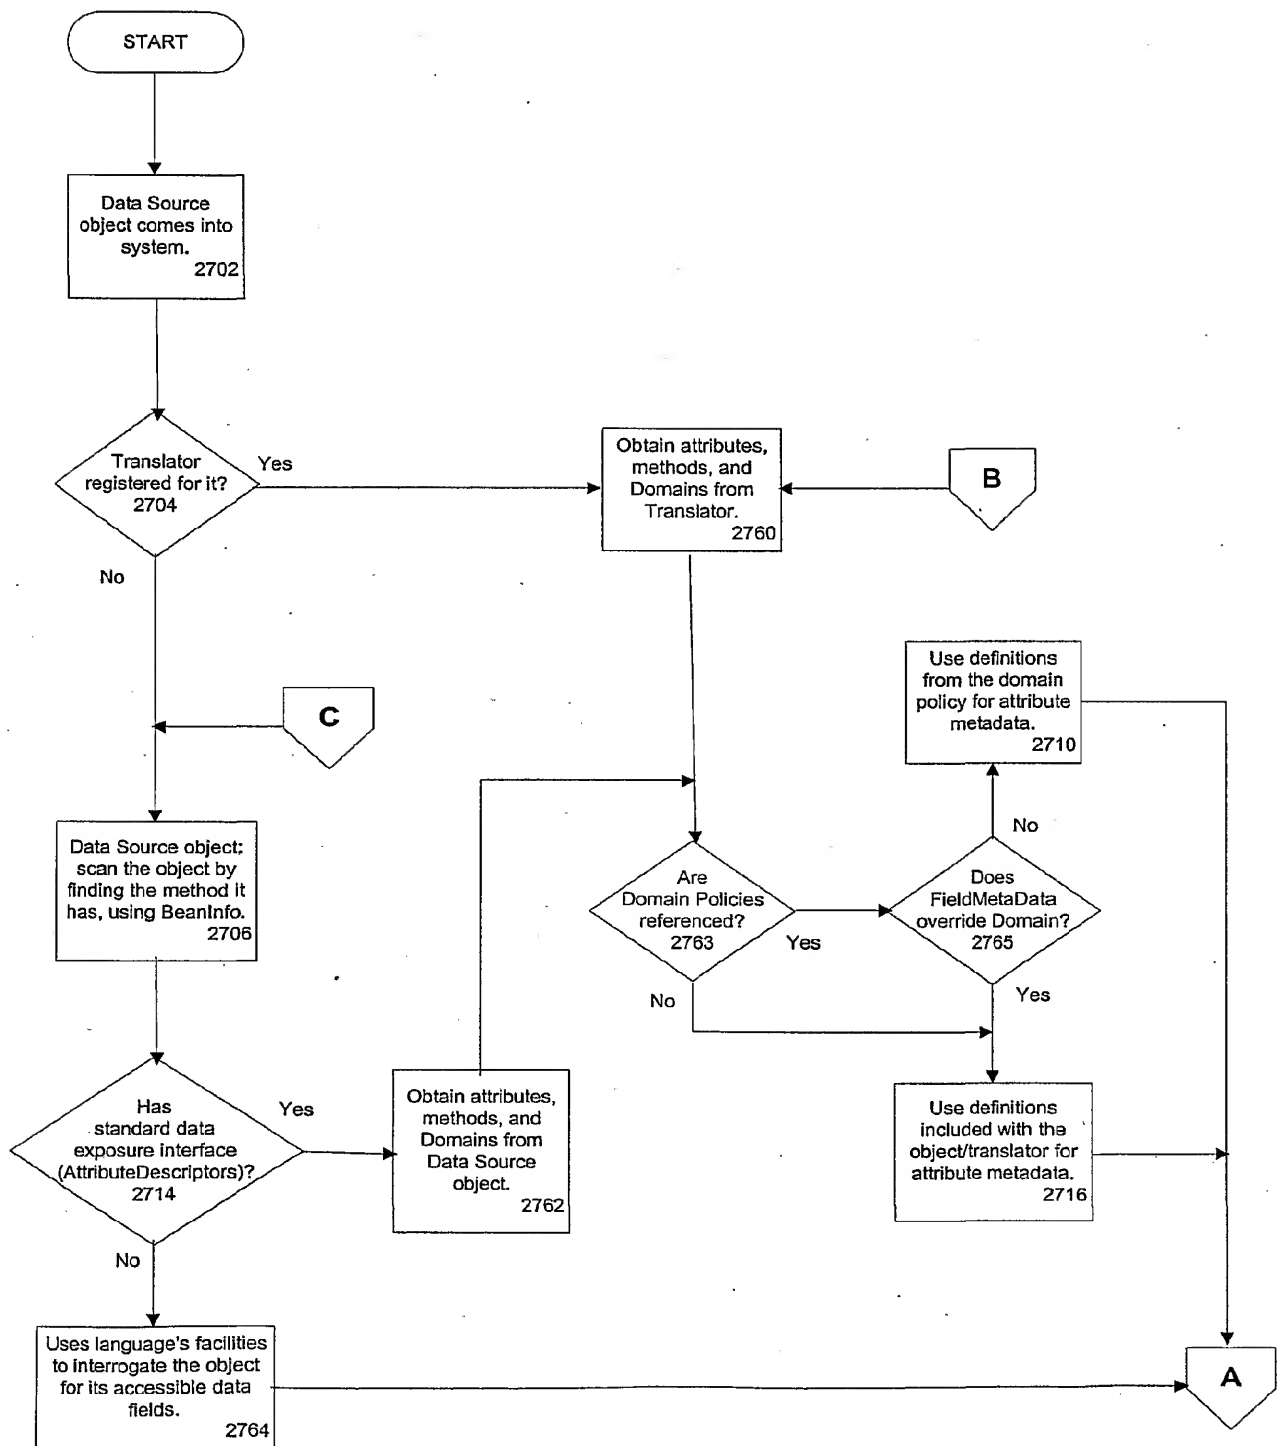 START
Data Source
object comes into
system.
2702
Translator
registered for it?
2704
Yes
No
Obtain attributes,
methods, and
Domains from
Translator.
2760
B
C
Use definitions
from the domain
policy for attribute
metadata.
2710
Data Source object:
scan the object by
finding the method it
has, using BeanInfo.
2706
Are
Domain Policies
referenced?
2763
Yes
No
Does
FieldMetaData
override Domain?
2765
No
Yes
Has
standard data
exposure interface
(AttributeDescriptors)?
2714
Yes
No
Obtain attributes,
methods, and
Domains from
Data Source
object.
2762
Use definitions
included with the
object/translator for
attribute metadata.
2716
Uses language's facilities
to interrogate the object
for its accessible data
fields.
2764
A